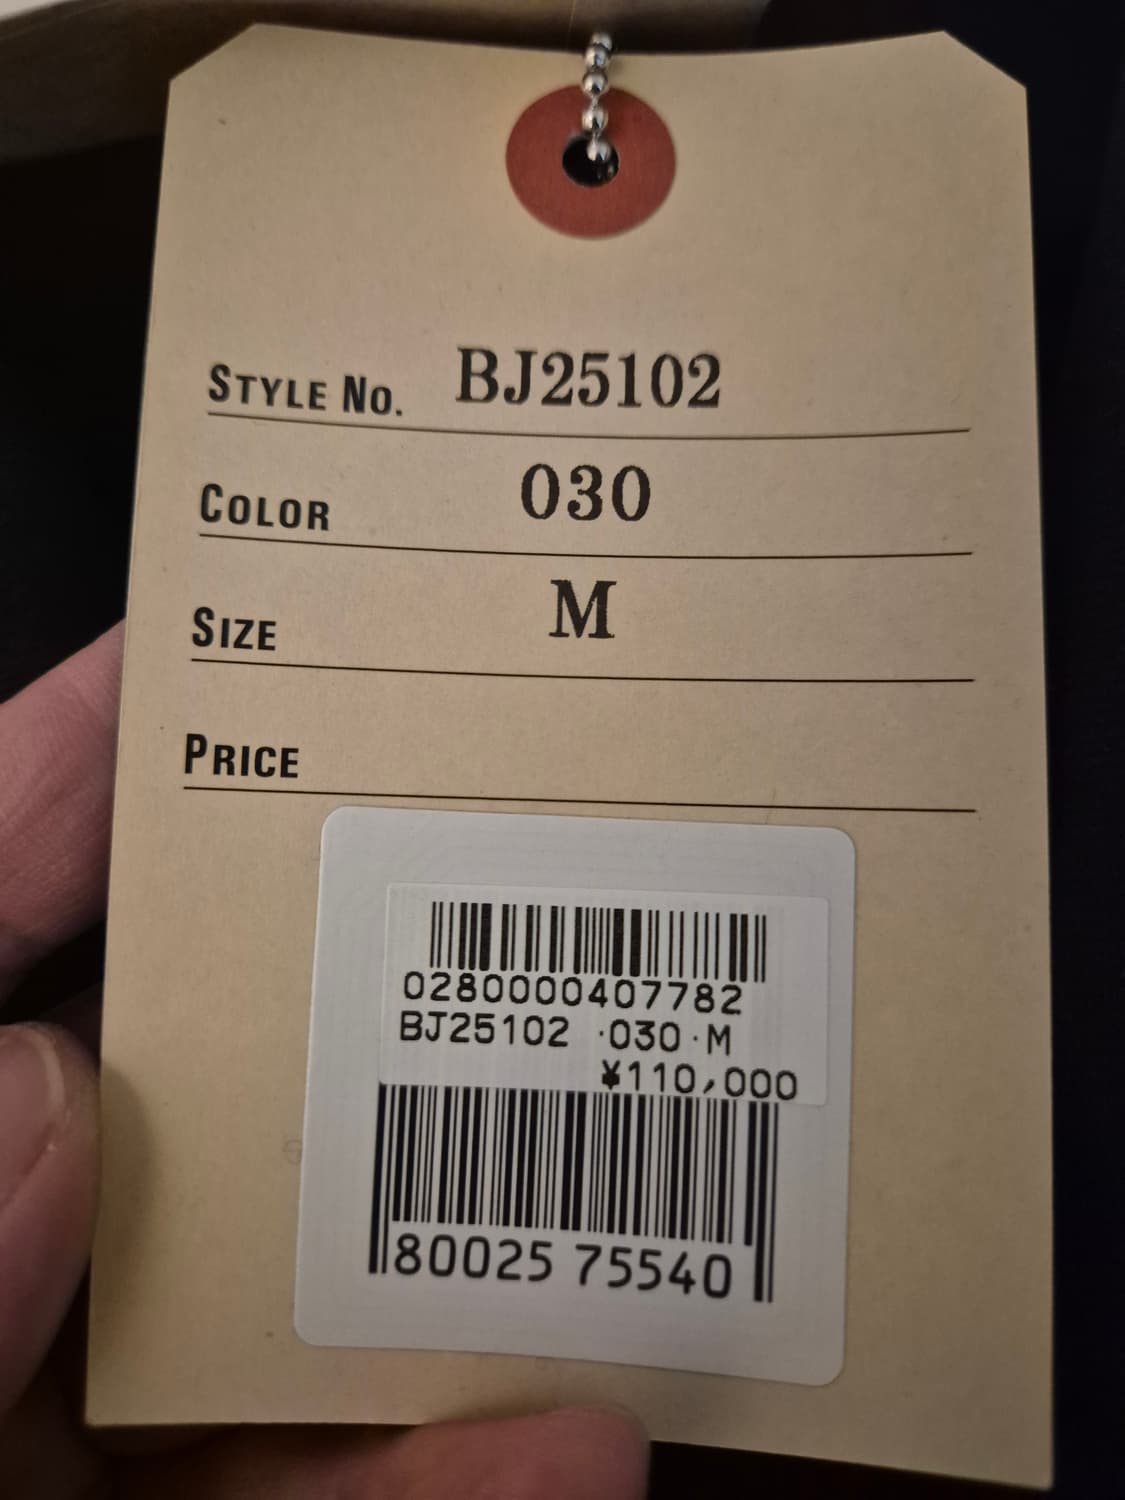 STYLE NO. BJ25102
COLOR 030
SIZE M
PRICE
0280000407782
BJ25102 ·030·M
¥110,000
80025 75540